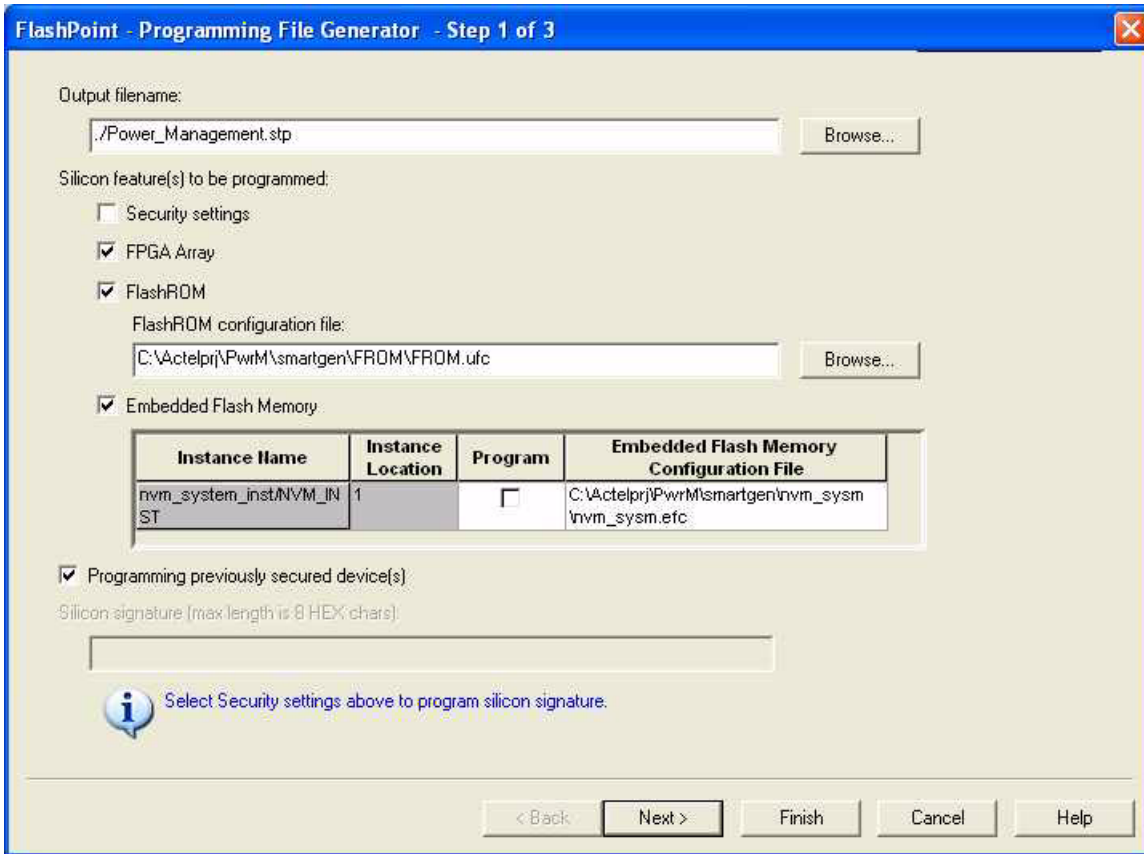 FlashPoint - Programming File Generator - Step 1 of 3
Output filename:
./Power_Management.stp
Browse...
Silicon feature(s) to be programmed:
Security settings
FPGA Array
FlashROM
FlashROM configuration file:
C:\Actelprj\PwrM\smartgen\FROM\FROM.ufc
Browse...
Embedded Flash Memory
Instance Name
Instance
Location
Program
Embedded Flash Memory
Configuration File
nvm_system_inst/NVM_IN
ST
1
C:\Actelprj\PwrM\smartgen\nvm_sysm
\nvm_sysm.efc
Programming previously secured device(s)
Silicon signature (max length is 8 HEX chars):
Select Security settings above to program silicon signature.
< Back
Next >
Finish
Cancel
Help